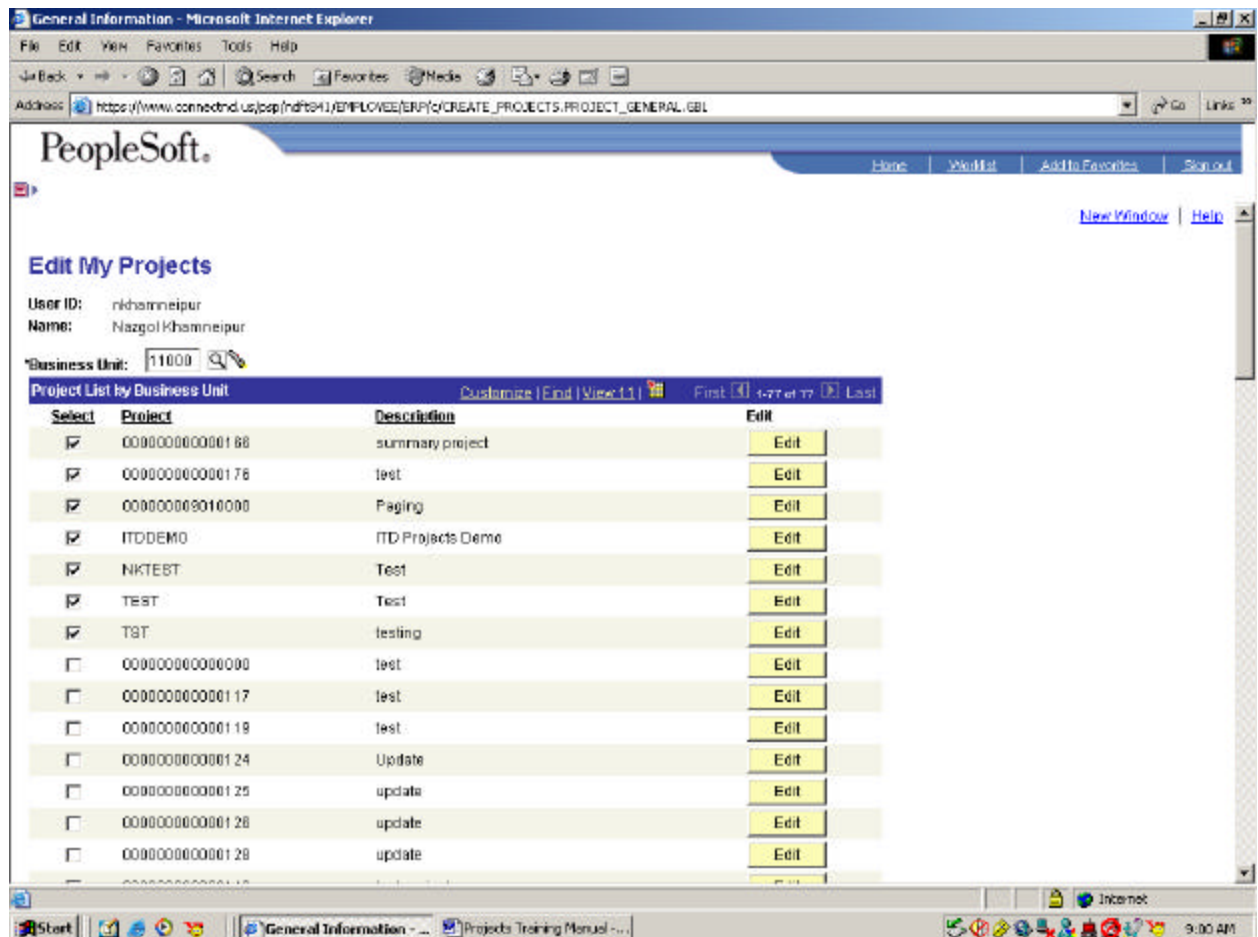 General Information - Microsoft Internet Explorer
File Edit View Favorites Tools Help
Back Search Favorites Media
Address https://www.connectnd.us/psp/ndft841/EMPLOYEE/ERP/c/CREATE_PROJECTS.PROJECT_GENERAL.GBL Go Links »
PeopleSoft.
Home | Worklist | Add to Favorites | Sign out
New Window | Help
Edit My Projects
User ID: nkhamneipur
Name: Nazgol Khamneipur
*Business Unit: 11000
Project List by Business Unit Customize | Find | View 11 | First 1-77 of 77 Last
Select Project Description Edit
000000000000166 summary project Edit
000000000000176 test Edit
000000009010000 Paging Edit
ITDDEMO ITD Projects Demo Edit
NKTEST Test Edit
TEST Test Edit
TST testing Edit
000000000000000 test Edit
000000000000117 test Edit
000000000000119 test Edit
000000000000124 Update Edit
000000000000125 update Edit
000000000000126 update Edit
000000000000129 update Edit
Internet
Start General Information - ... Projects Training Manual -... 9:00 AM